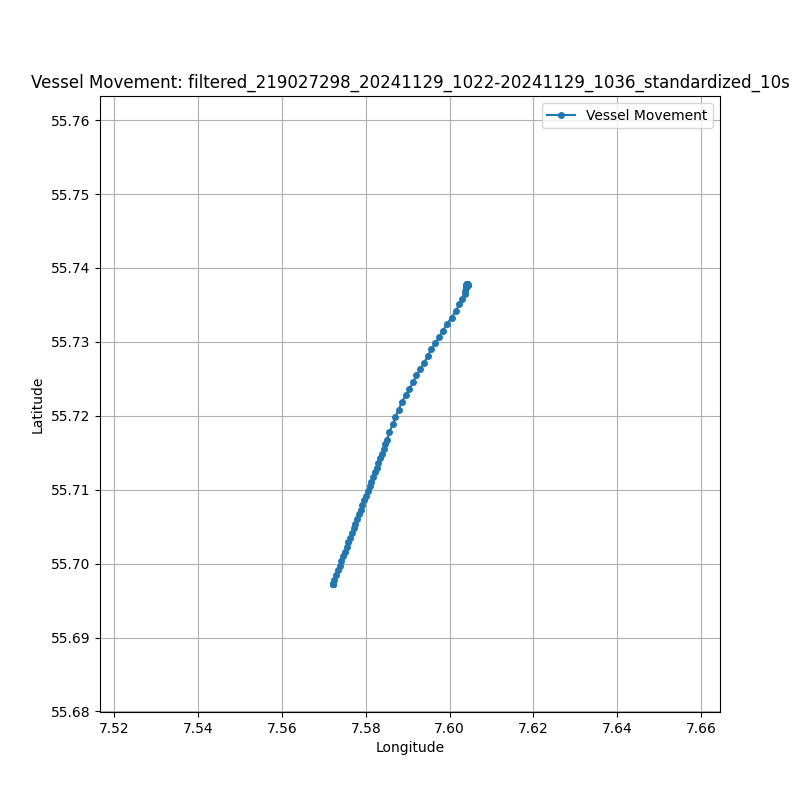 Vessel Movement: filtered_219027298_20241129_1022-20241129_1036_standardized_10s
Vessel Movement
55.76
55.75
55.74
55.73
55.72
55.71
55.70
55.69
55.68
Latitude
7.52 7.54 7.56 7.58 7.60 7.62 7.64 7.66
Longitude